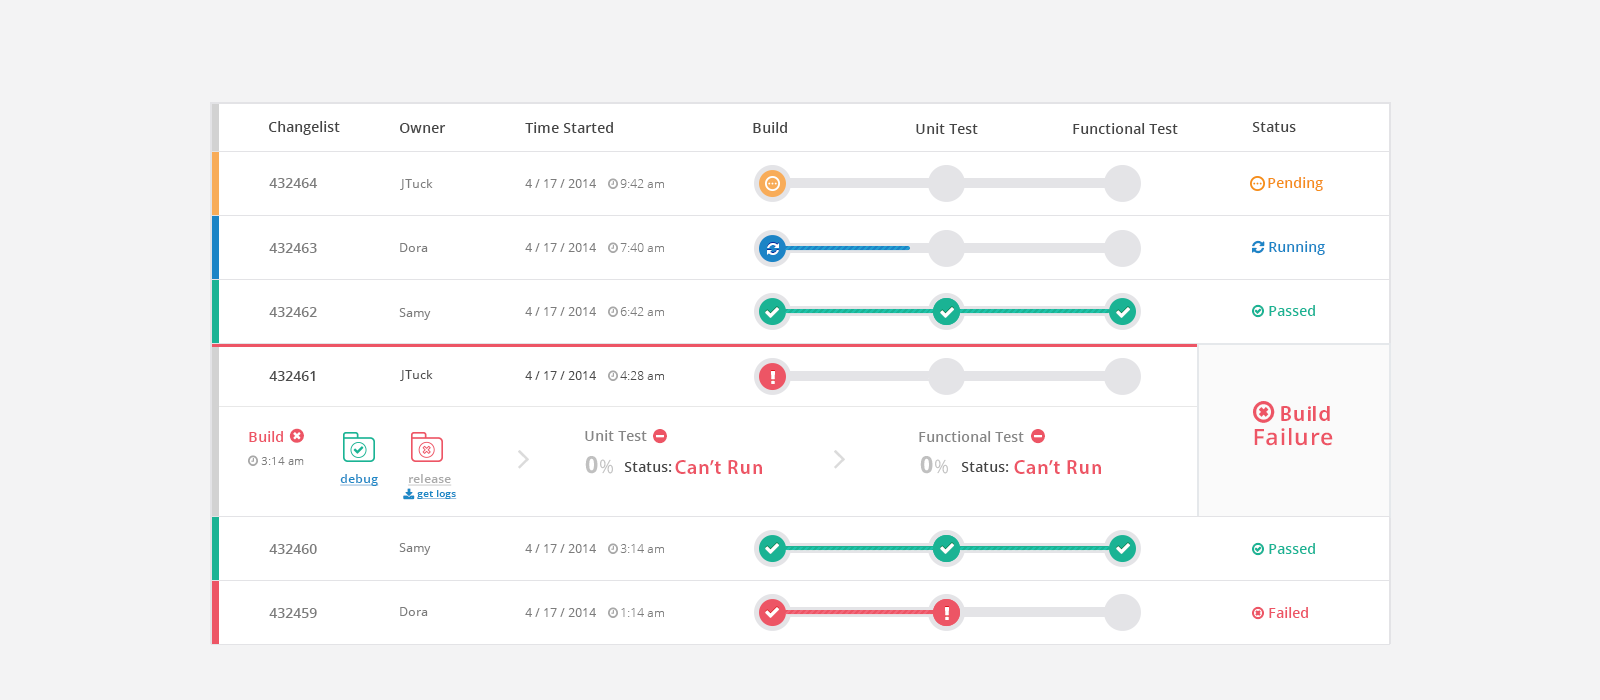 Changelist Owner Time Started Build Unit Test Functional Test Status
432464 JTuck 4 / 17 / 2014 9:42 am Pending
432463 Dora 4 / 17 / 2014 7:40 am Running
432462 Samy 4 / 17 / 2014 6:42 am Passed
432461 JTuck 4 / 17 / 2014 4:28 am
Build Failure
Build Unit Test Functional Test
3:14 am 0% Status: Can't Run 0% Status: Can't Run
debug release
get logs
432460 Samy 4 / 17 / 2014 3:14 am Passed
432459 Dora 4 / 17 / 2014 1:14 am Failed